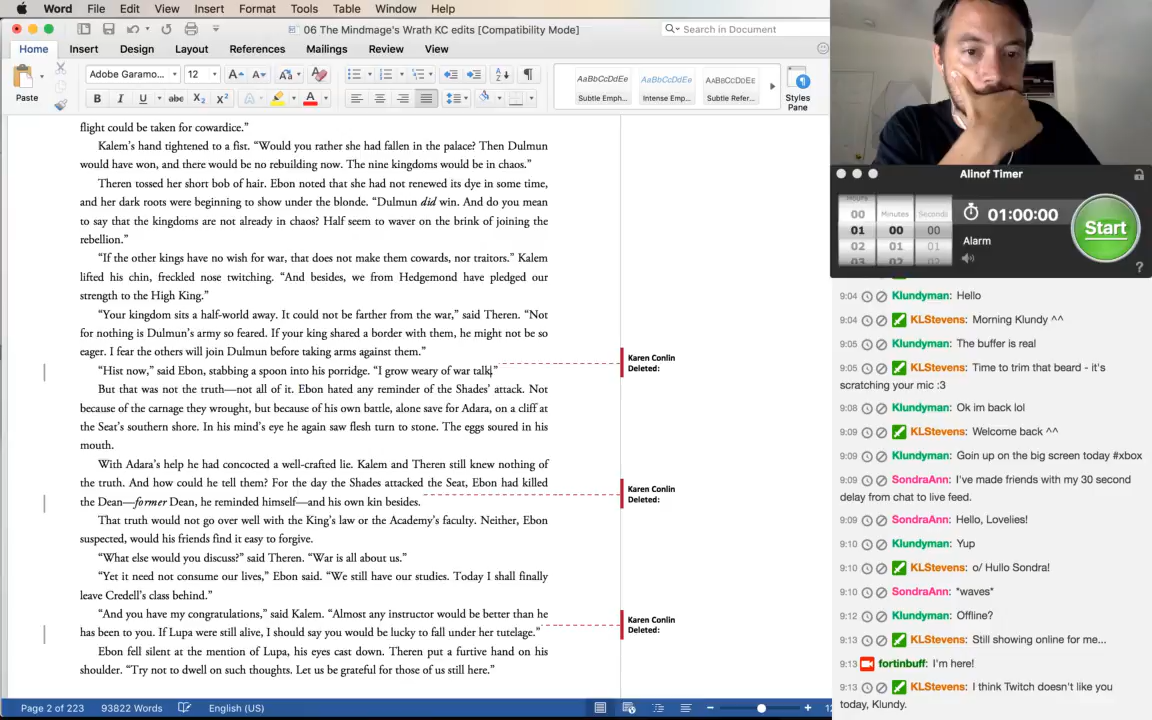 Word File Edit View Insert Format Tools Table Window Help
06 The Mindmage's Wrath KC edits [Compatibility Mode]
Search in Document
Home Insert Design Layout References Mailings Review View
Paste
Adobe Garamo... 12
B I U abc X₂ X²
AaBbCcDdEe AaBbCcDdEe AaBbCcDdEe
Subtle Emph... Intense Emp... Subtle Refer...
Styles
Pane
flight could be taken for cowardice.”
Kalem’s hand tightened to a fist. “Would you rather she had fallen in the palace? Then Dulmun
would have won, and there would be no rebuilding now. The nine kingdoms would be in chaos.”
Theren tossed her short bob of hair. Ebon noted that she had not renewed its dye in some time,
and her dark roots were beginning to show under the blonde. “Dulmun did win. And do you mean
to say that the kingdoms are not already in chaos? Half seem to waver on the brink of joining the
rebellion.”
“If the other kings have no wish for war, that does not make them cowards, nor traitors.” Kalem
lifted his chin, freckled nose twitching. “And besides, we from Hedgemond have pledged our
strength to the High King.”
“Your kingdom sits a half-world away. It could not be farther from the war,” said Theren. “Not
for nothing is Dulmun’s army so feared. If your king shared a border with them, he might not be so
eager. I fear the others will join Dulmun before taking arms against them.”
“Hist now,” said Ebon, stabbing a spoon into his porridge. “I grow weary of war talk.”
But that was not the truth—not all of it. Ebon hated any reminder of the Shades’ attack. Not
because of the carnage they wrought, but because of his own battle, alone save for Adara, on a cliff at
the Seat’s southern shore. In his mind’s eye he again saw flesh turn to stone. The eggs soured in his
mouth.
With Adara’s help he had concocted a well-crafted lie. Kalem and Theren still knew nothing of
the truth. And how could he tell them? For the day the Shades attacked the Seat, Ebon had killed
the Dean—former Dean, he reminded himself—and his own kin besides.
That truth would not go over well with the King’s law or the Academy’s faculty. Neither, Ebon
suspected, would his friends find it easy to forgive.
“What else would you discuss?” said Theren. “War is all about us.”
“Yet it need not consume our lives,” Ebon said. “We still have our studies. Today I shall finally
leave Credell’s class behind.”
“And you have my congratulations,” said Kalem. “Almost any instructor would be better than he
has been to you. If Lupa were still alive, I should say you would be lucky to fall under her tutelage.”
Ebon fell silent at the mention of Lupa, his eyes cast down. Theren put a furtive hand on his
shoulder. “Try not to dwell on such thoughts. Let us be grateful for those of us still here.”
Karen Conlin
Deleted:
Karen Conlin
Deleted:
Karen Conlin
Deleted:
Page 2 of 223 93822 Words English (US)
Alinof Timer
Hours Minutes Seconds
00
01 00 00
02 01 01
03 02 02
01:00:00
Alarm
Start
?
9:04 Klundyman: Hello
9:04 KLStevens: Morning Klundy ^^
9:05 Klundyman: The buffer is real
9:05 KLStevens: Time to trim that beard - it's
scratching your mic :3
9:08 Klundyman: Ok im back lol
9:09 KLStevens: Welcome back ^^
9:09 Klundyman: Goin up on the big screen today #xbox
9:09 SondraAnn: I've made friends with my 30 second
delay from chat to live feed.
9:09 SondraAnn: Hello, Lovelies!
9:10 Klundyman: Yup
9:10 KLStevens: o/ Hullo Sondra!
9:10 SondraAnn: *waves*
9:12 Klundyman: Offline?
9:13 KLStevens: Still showing online for me...
9:13 fortinbuff: I'm here!
9:13 KLStevens: I think Twitch doesn't like you
today, Klundy.